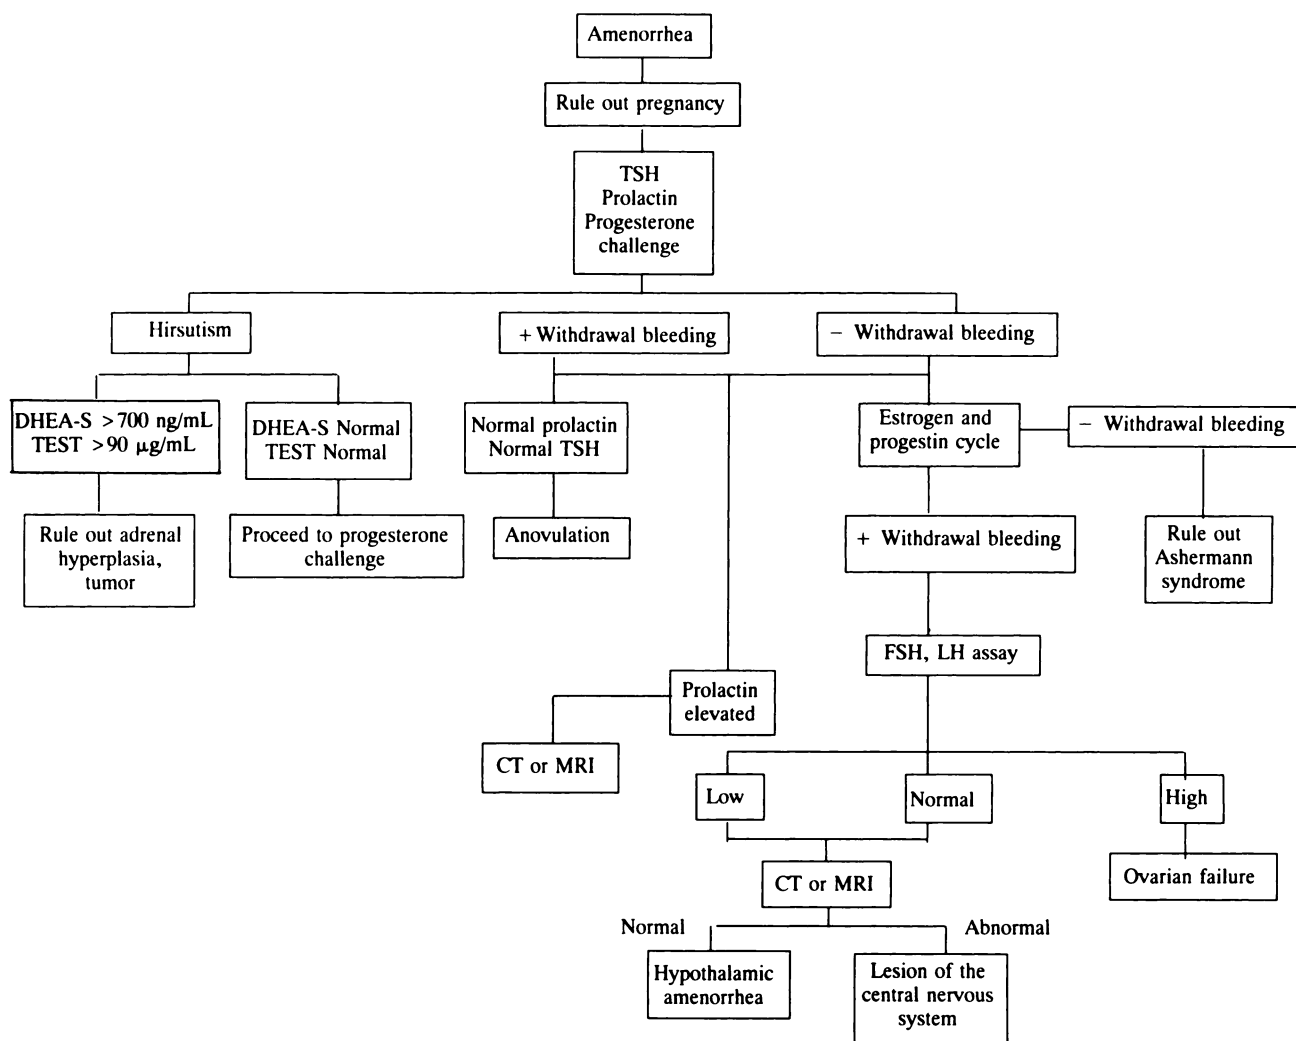 Amenorrhea
Rule out pregnancy
TSH
Prolactin
Progesterone
challenge
Hirsutism
+ Withdrawal bleeding
− Withdrawal bleeding
DHEA-S >700 ng/mL
TEST >90 μg/mL
DHEA-S Normal
TEST Normal
Normal prolactin
Normal TSH
Estrogen and
progestin cycle
− Withdrawal bleeding
Rule out adrenal
hyperplasia,
tumor
Proceed to progesterone
challenge
Anovulation
+ Withdrawal bleeding
Rule out
Ashermann
syndrome
FSH, LH assay
Prolactin
elevated
CT or MRI
Low
Normal
High
CT or MRI
Ovarian failure
Normal
Abnormal
Hypothalamic
amenorrhea
Lesion of the
central nervous
system